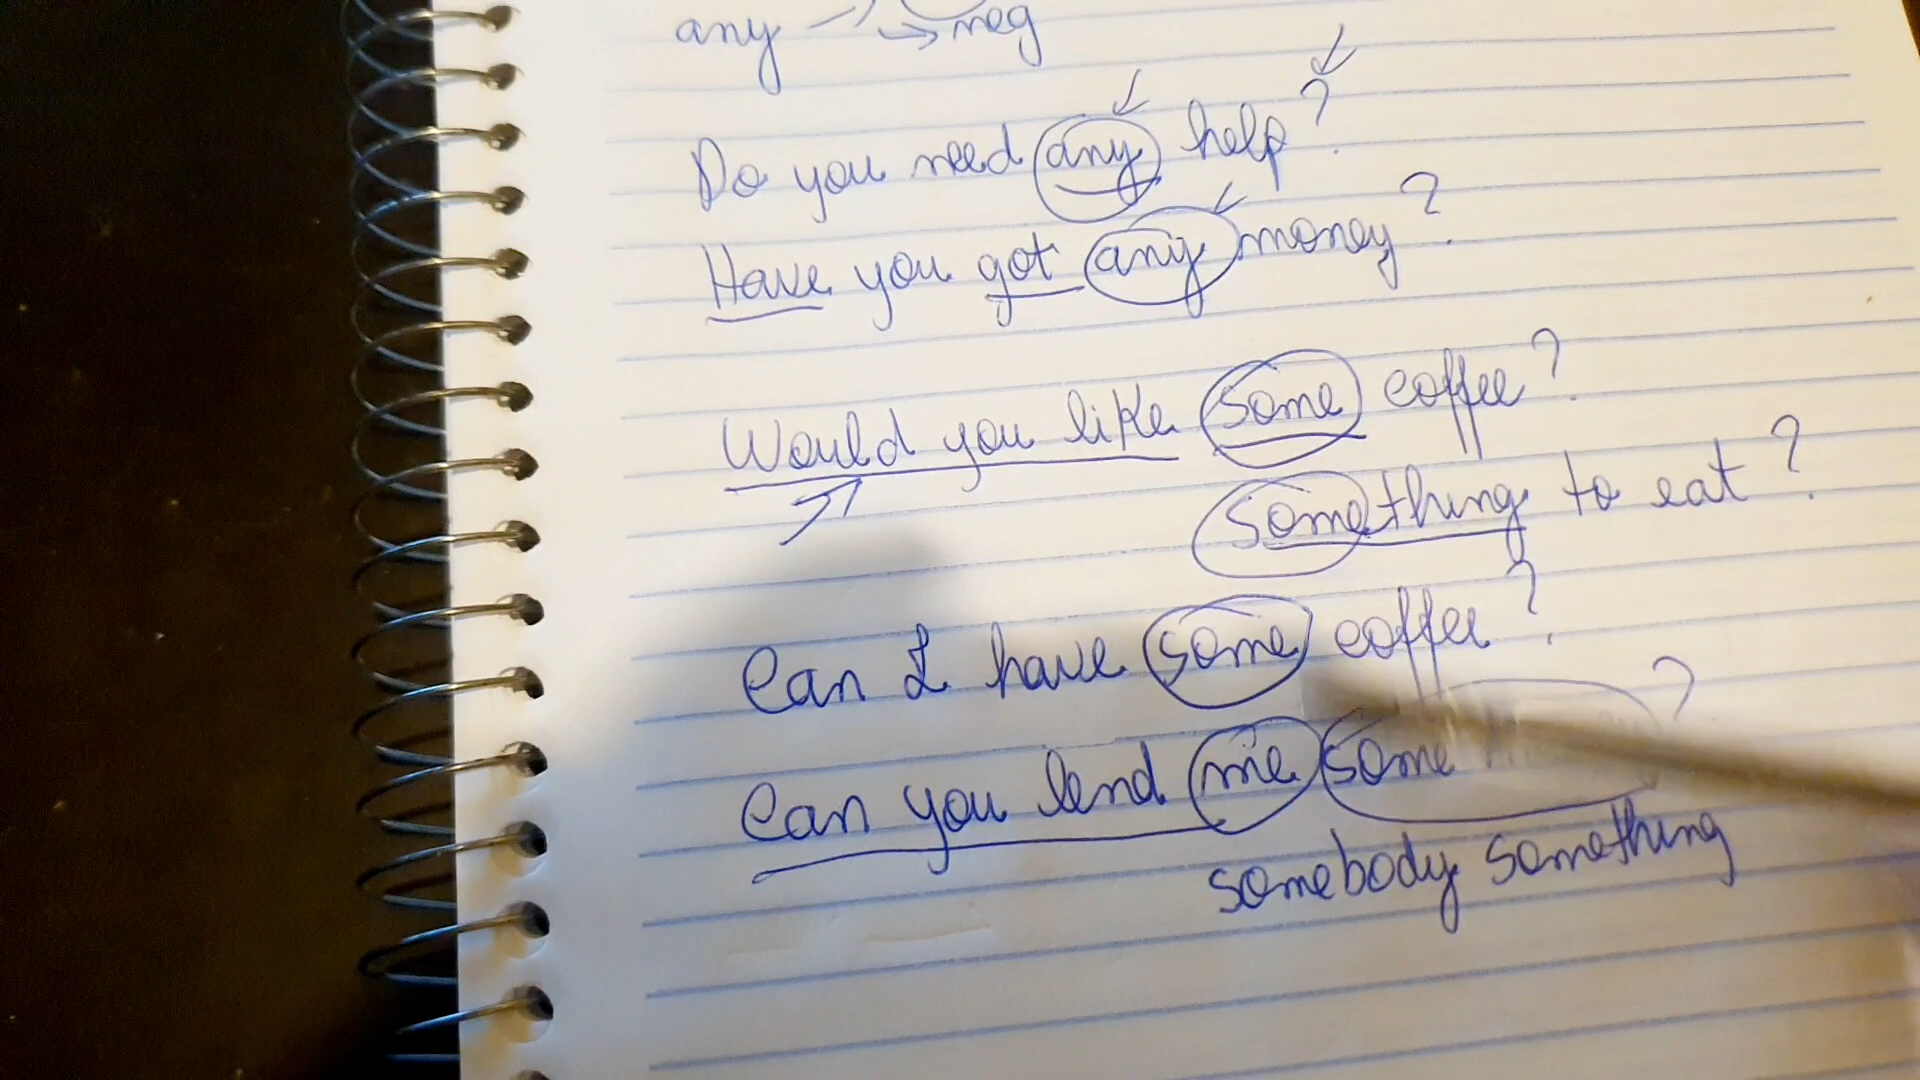 any → neg
Do you need any help?
Have you got any money?
Would you like some coffee?
something to eat?
Can I have some coffee?
Can you lend me some ?
somebody something